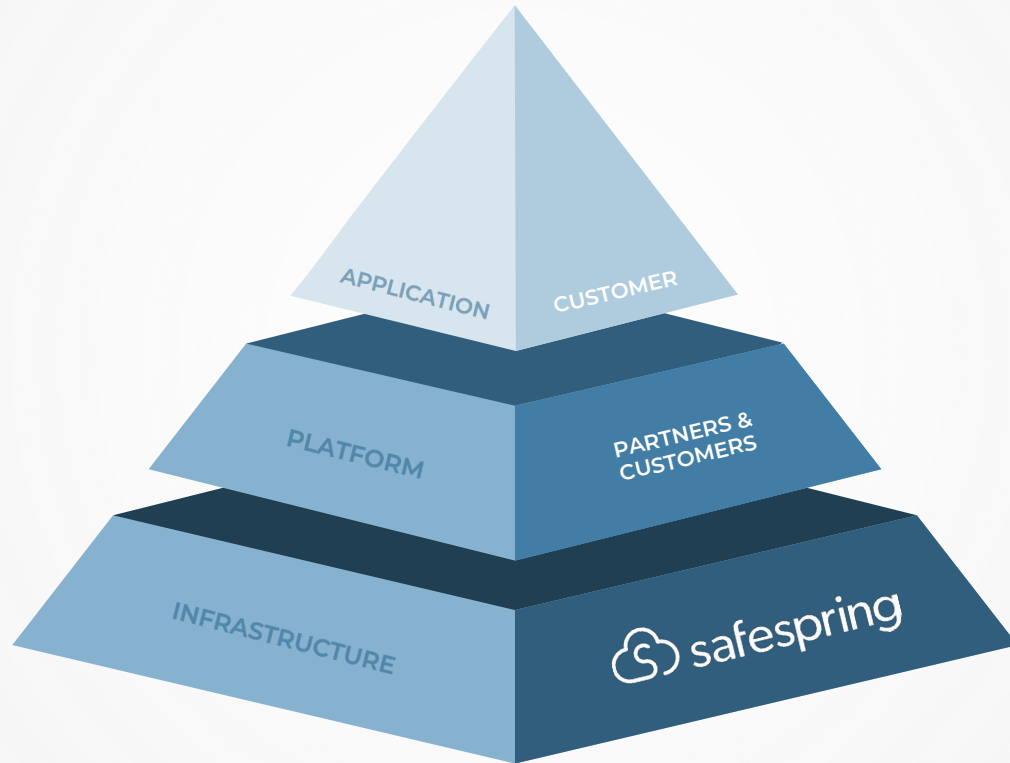 APPLICATION
CUSTOMER
PLATFORM
PARTNERS &
CUSTOMERS
INFRASTRUCTURE
safespring